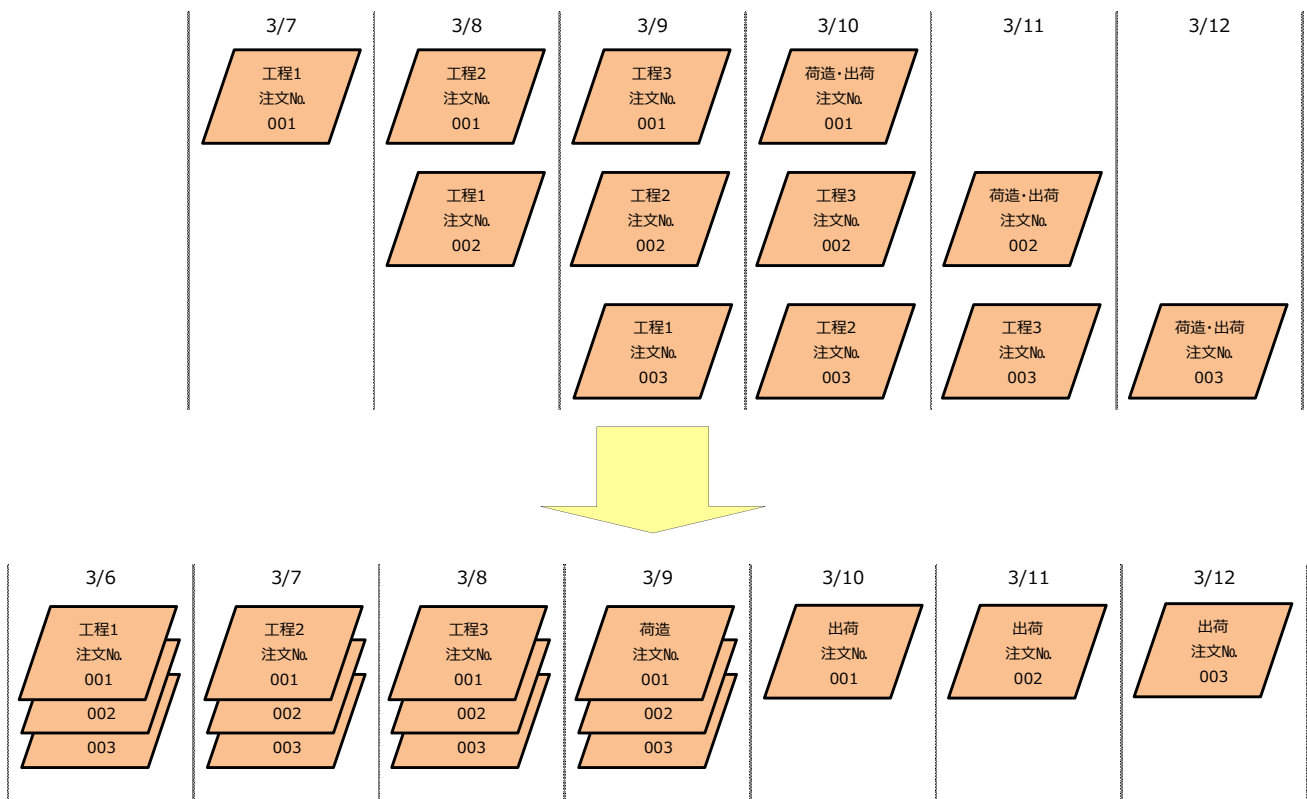 3/7 3/8 3/9 3/10 3/11 3/12
工程1 工程2 工程3 荷造・出荷
注文№ 注文№ 注文№ 注文№
001 001 001 001
工程1 工程2 工程3 荷造・出荷
注文№ 注文№ 注文№ 注文№
002 002 002 002
工程1 工程2 工程3 荷造・出荷
注文№ 注文№ 注文№ 注文№
003 003 003 003
3/6 3/7 3/8 3/9 3/10 3/11 3/12
工程1 工程2 工程3 荷造 出荷 出荷 出荷
注文№ 注文№ 注文№ 注文№ 注文№ 注文№ 注文№
001 001 001 001 001 002 003
002 002 002 002
003 003 003 003